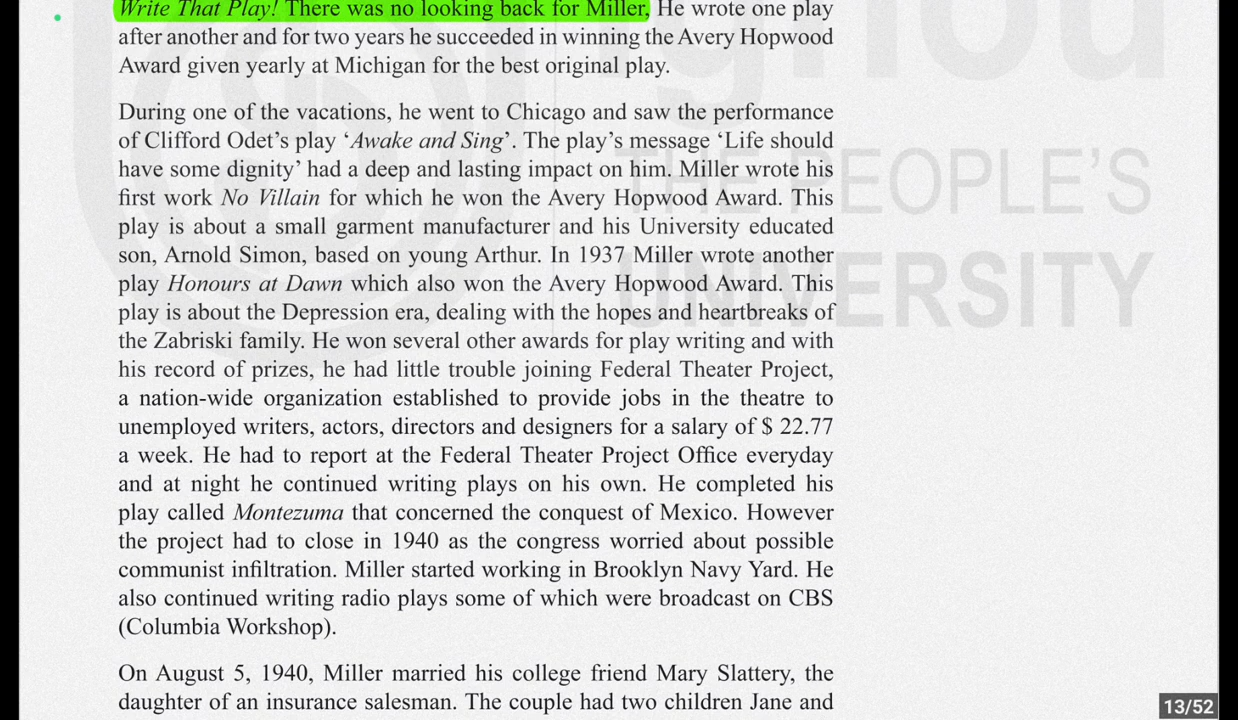 Write That Play! There was no looking back for Miller, He wrote one play
after another and for two years he succeeded in winning the Avery Hopwood
Award given yearly at Michigan for the best original play.
During one of the vacations, he went to Chicago and saw the performance
of Clifford Odet’s play ‘Awake and Sing’. The play’s message ‘Life should
have some dignity’ had a deep and lasting impact on him. Miller wrote his
first work No Villain for which he won the Avery Hopwood Award. This
play is about a small garment manufacturer and his University educated
son, Arnold Simon, based on young Arthur. In 1937 Miller wrote another
play Honours at Dawn which also won the Avery Hopwood Award. This
play is about the Depression era, dealing with the hopes and heartbreaks of
the Zabriski family. He won several other awards for play writing and with
his record of prizes, he had little trouble joining Federal Theater Project,
a nation-wide organization established to provide jobs in the theatre to
unemployed writers, actors, directors and designers for a salary of $ 22.77
a week. He had to report at the Federal Theater Project Office everyday
and at night he continued writing plays on his own. He completed his
play called Montezuma that concerned the conquest of Mexico. However
the project had to close in 1940 as the congress worried about possible
communist infiltration. Miller started working in Brooklyn Navy Yard. He
also continued writing radio plays some of which were broadcast on CBS
(Columbia Workshop).
On August 5, 1940, Miller married his college friend Mary Slattery, the
daughter of an insurance salesman. The couple had two children Jane and
ignou
THE PEOPLE’S
UNIVERSITY
13/52